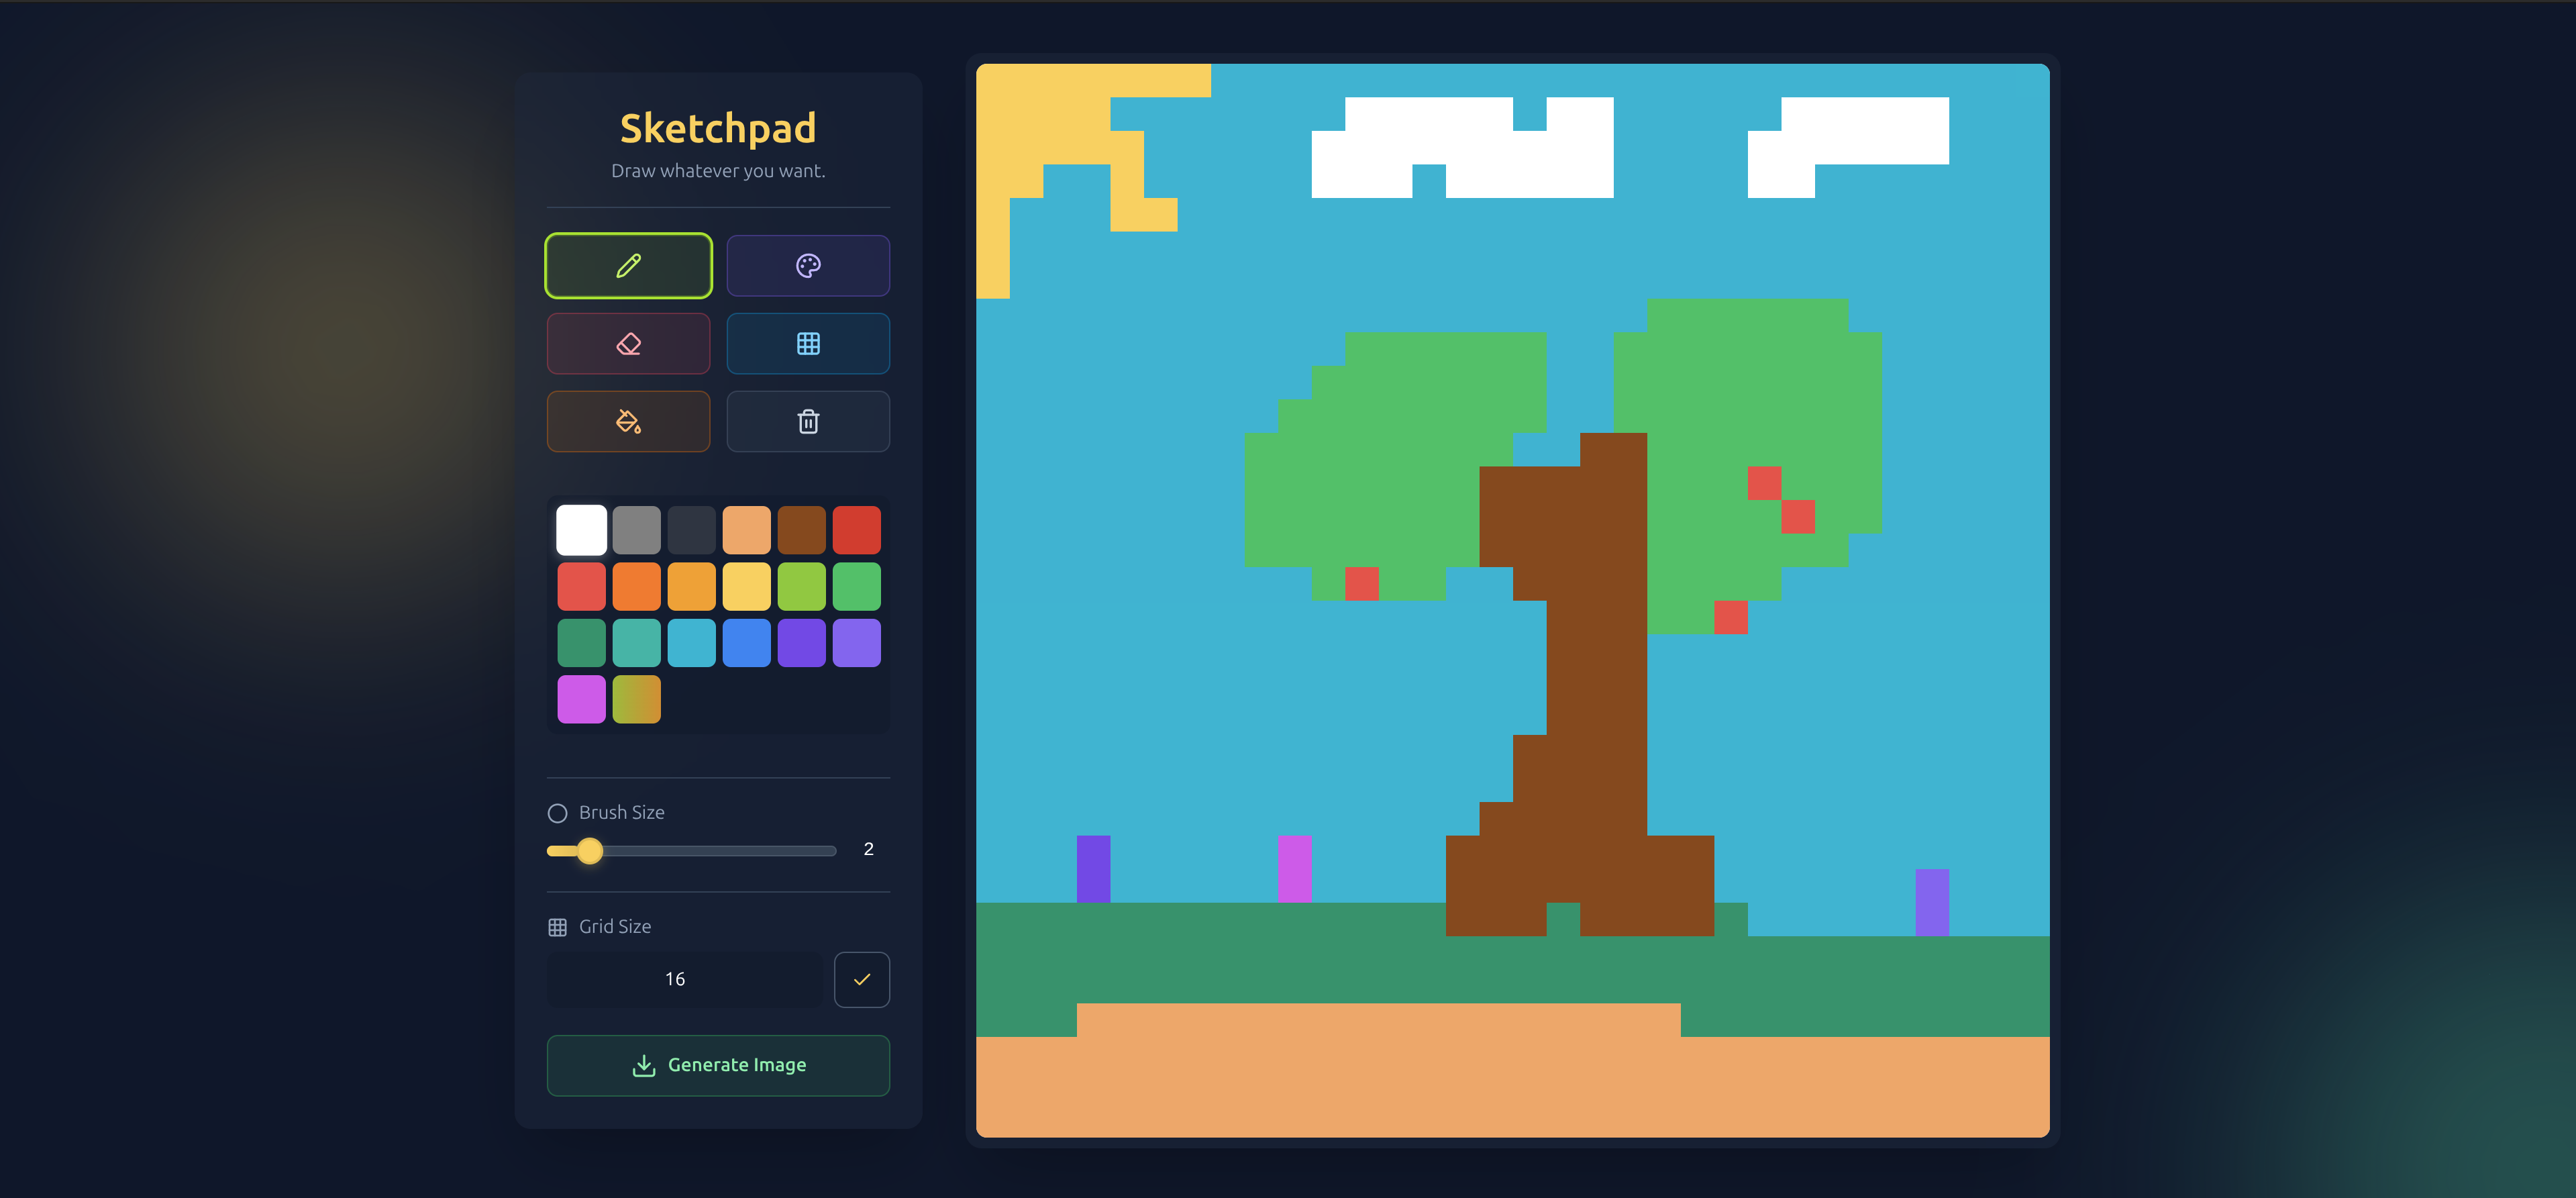 Sketchpad
Draw whatever you want.
Brush Size
2
Grid Size
16
Generate Image